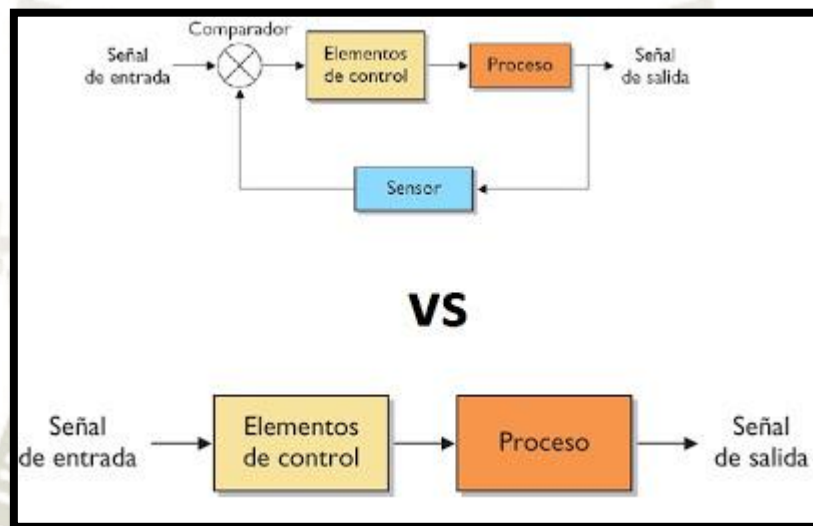 Comparador
Señal
de entrada
Elementos
de control
Proceso
Señal
de salida
Sensor
VS
Señal
de entrada
Elementos
de control
Proceso
Señal
de salida